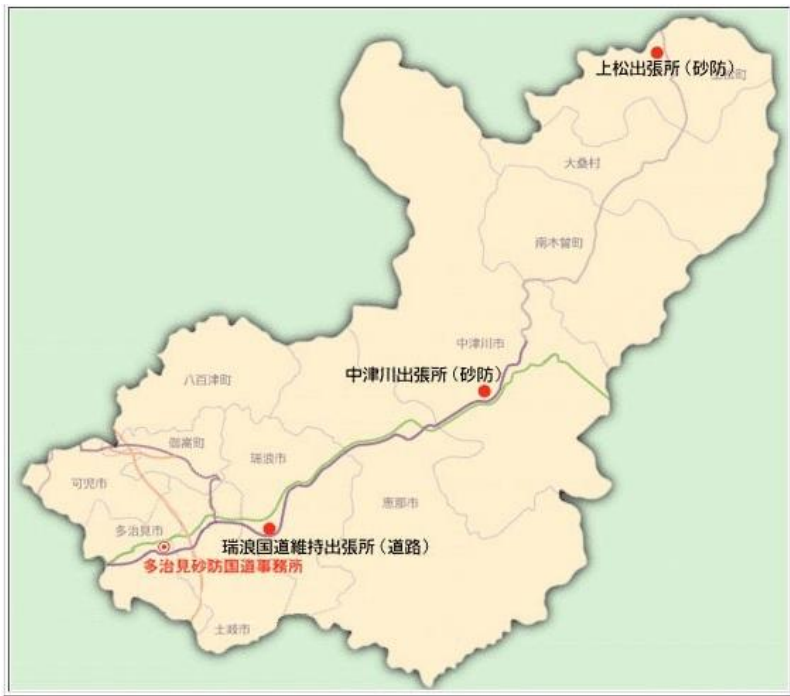 上松出張所（砂防）
上松町
大桑村
南木曽町
中津川市
中津川出張所（砂防）
八百津町
御嵩町
瑞浪市
可児市
恵那市
多治見市
瑞浪国道維持出張所（道路）
多治見砂防国道事務所
土岐市